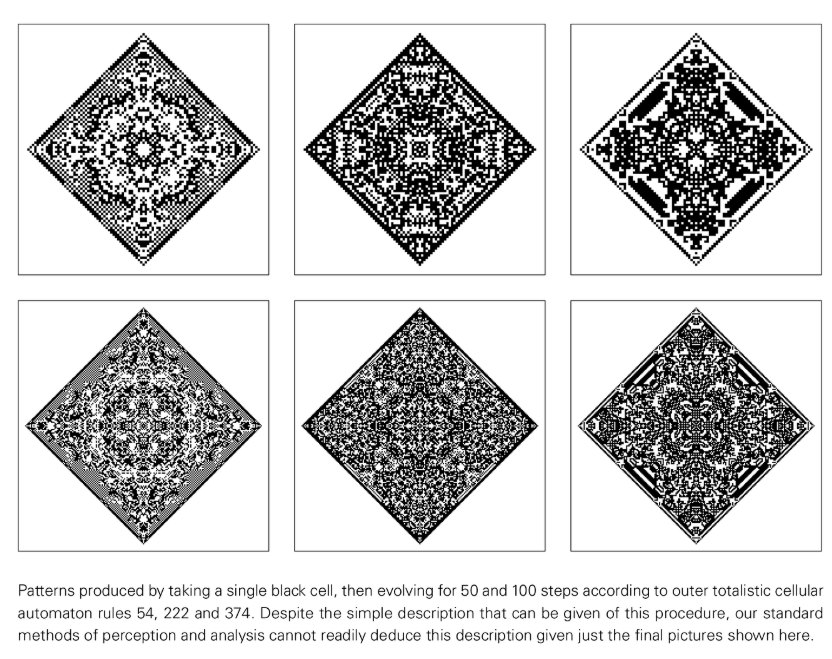 Patterns produced by taking a single black cell, then evolving for 50 and 100 steps according to outer totalistic cellular
automaton rules 54, 222 and 374. Despite the simple description that can be given of this procedure, our standard
methods of perception and analysis cannot readily deduce this description given just the final pictures shown here.